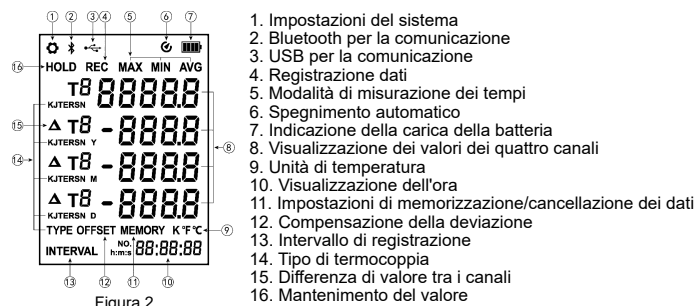 ① ② ③ ④ ⑤ ⑥ ⑦
⑯ HOLD REC MAX MIN AVG
T8 8888.8
KJTERSN
⑮ Δ T8 -888.8
KJTERSN Y
⑧
⑭ Δ T8 -888.8
KJTERSN M
Δ T8 -888.8
KJTERSN D
TYPE OFFSET MEMORY K °F °C ⑨
INTERVAL NO. h:m:s 88:88:88
⑬ ⑫ ⑪ ⑩
Figura 2
1. Impostazioni del sistema
2. Bluetooth per la comunicazione
3. USB per la comunicazione
4. Registrazione dati
5. Modalità di misurazione dei tempi
6. Spegnimento automatico
7. Indicazione della carica della batteria
8. Visualizzazione dei valori dei quattro canali
9. Unità di temperatura
10. Visualizzazione dell'ora
11. Impostazioni di memorizzazione/cancellazione dei dati
12. Compensazione della deviazione
13. Intervallo di registrazione
14. Tipo di termocoppia
15. Differenza di valore tra i canali
16. Mantenimento del valore